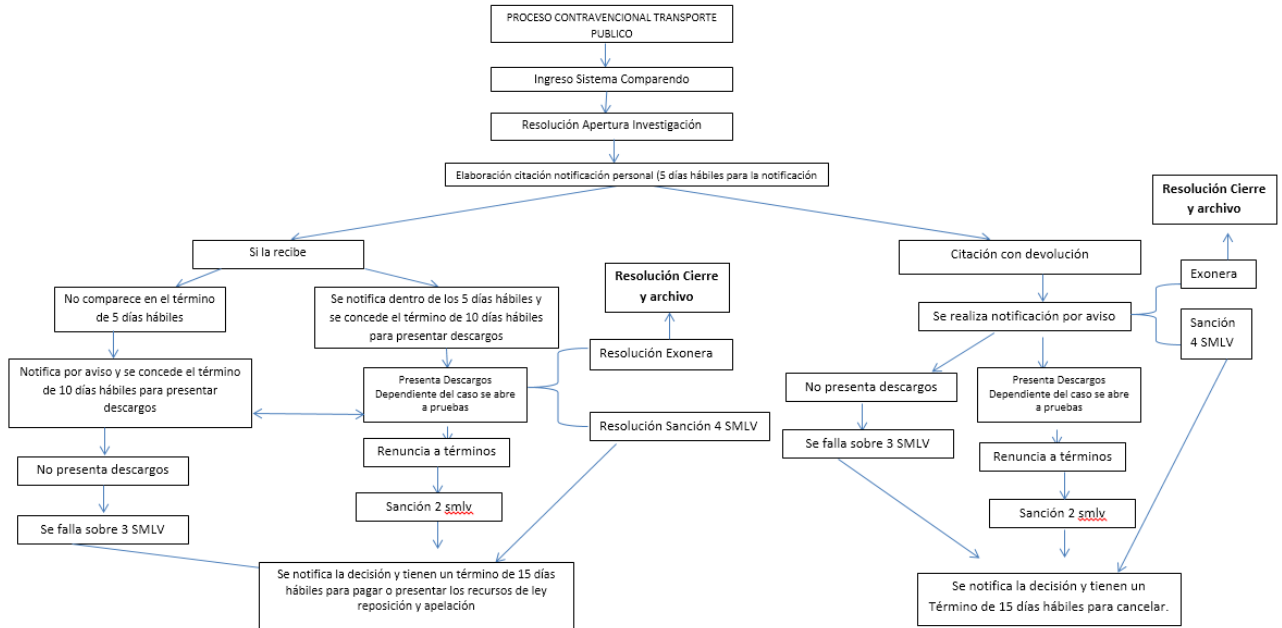 PROCESO CONTRAVENCIONAL TRANSPORTE
PUBLICO
Ingreso Sistema Comparendo
Resolución Apertura Investigación
Elaboración citación notificación personal (5 días hábiles para la notificación
Si la recibe
No comparece en el término
de 5 días hábiles
Se notifica dentro de los 5 días hábiles y
se concede el término de 10 días hábiles
para presentar descargos
Notifica por aviso y se concede el término
de 10 días hábiles para presentar
descargos
Presenta Descargos
Dependiente del caso se abre
a pruebas
Resolución Cierre
y archivo
Resolución Exonera
Resolución Sanción 4 SMLV
No presenta descargos
Renuncia a términos
Se falla sobre 3 SMLV
Sanción 2 smlv
Se notifica la decisión y tienen un término de 15 días
hábiles para pagar o presentar los recursos de ley
reposición y apelación
Citación con devolución
Resolución Cierre
y archivo
Exonera
Se realiza notificación por aviso
Sanción
4 SMLV
No presenta descargos
Presenta Descargos
Dependiente del caso se abre
a pruebas
Se falla sobre 3 SMLV
Renuncia a términos
Sanción 2 smlv
Se notifica la decisión y tienen un
Término de 15 días hábiles para cancelar.